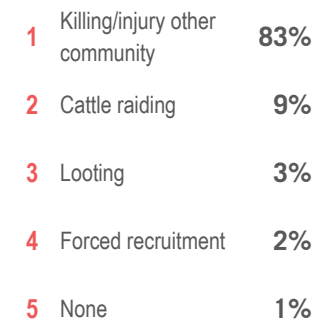 1 Killing/injury other community 83%
2 Cattle raiding 9%
3 Looting 3%
4 Forced recruitment 2%
5 None 1%